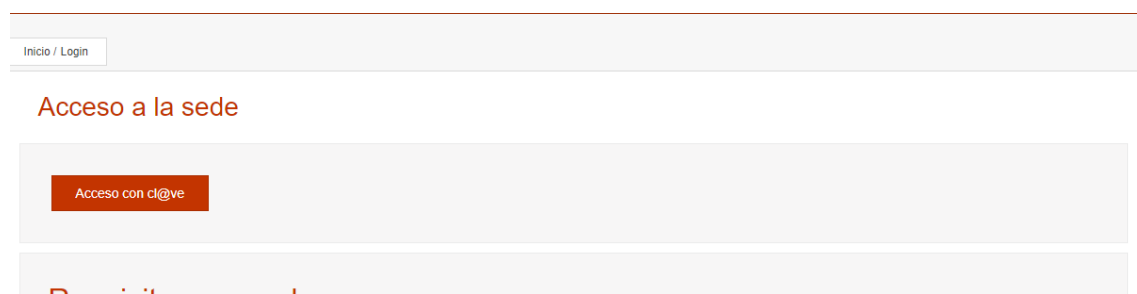 Inicio / Login
Acceso a la sede
Acceso con cl@ve